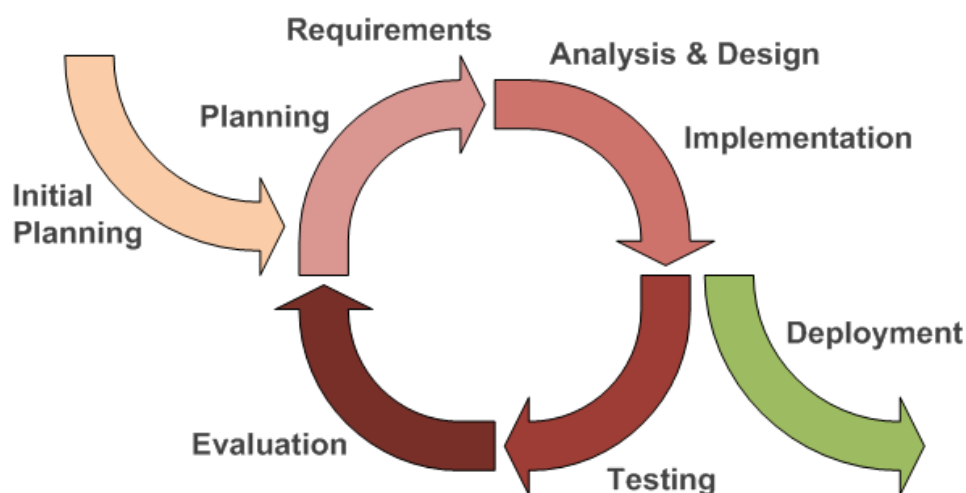 Requirements
Analysis & Design
Planning
Implementation
Initial
Planning
Deployment
Evaluation
Testing